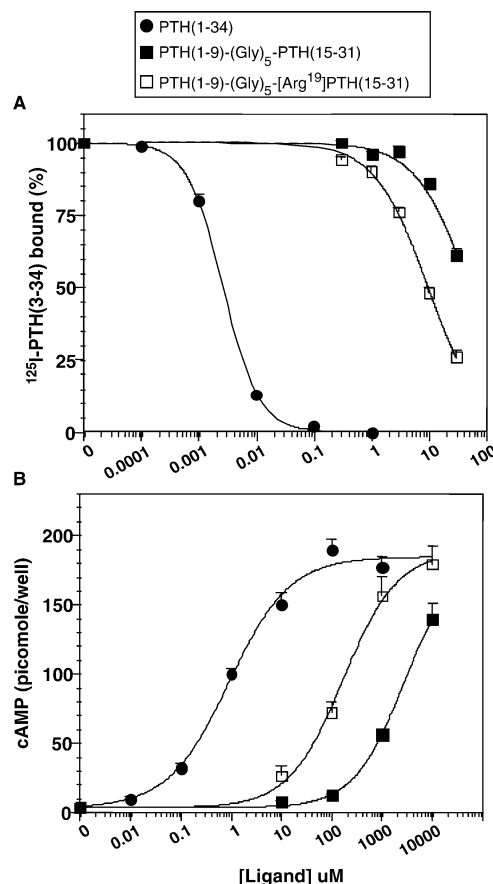 PTH(1-34)
PTH(1-9)-(Gly)5-PTH(15-31)
PTH(1-9)-(Gly)5-[Arg19]PTH(15-31)
A
125I-PTH(3-34) bound (%)
100
75
50
25
0
0 0.0001 0.001 0.01 0.1 1 10 100
B
cAMP (picomole/well)
200
150
100
50
0
0 0.01 0.1 1 10 100 1000 10000
[Ligand] uM